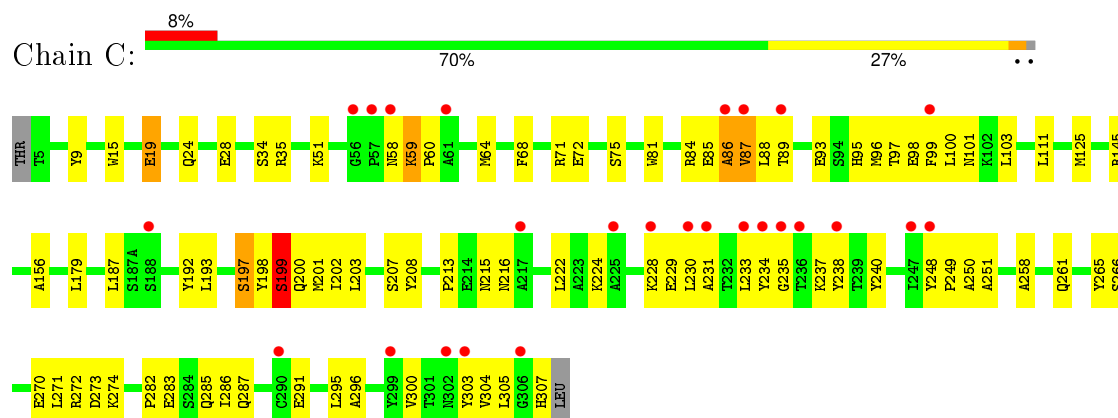 8%
Chain C:
70% 27% • •
THR T5 Y9 W15 E19 Q24 E28 S34 R35 K51 G56 P57 N58 K59 P60 A61 M64 F68 R71 E72 S75 W81 R84 E85 A86 V87 L88 T89 E93 S94 H95 M96 T97 E98 F99 L100 N101 K102 L103 L111 M125 R145
A156 L179 L187 S187A S188 Y192 L193 S197 Y198 S199 Q200 M201 I202 L203 S207 Y208 P213 E214 N215 N216 A217 L222 A223 K224 A225 K228 E229 L230 A231 T232 L233 Y234 G235 T236 K237 Y238 T239 Y240 I247 Y248 P249 A250 A251 A258 Q261 Y265 S266
E270 L271 R272 D273 K274 P282 E283 S284 Q285 I286 Q287 C290 E291 L295 A296 Y299 V300 T301 N302 Y303 V304 L305 G306 H307 LEU